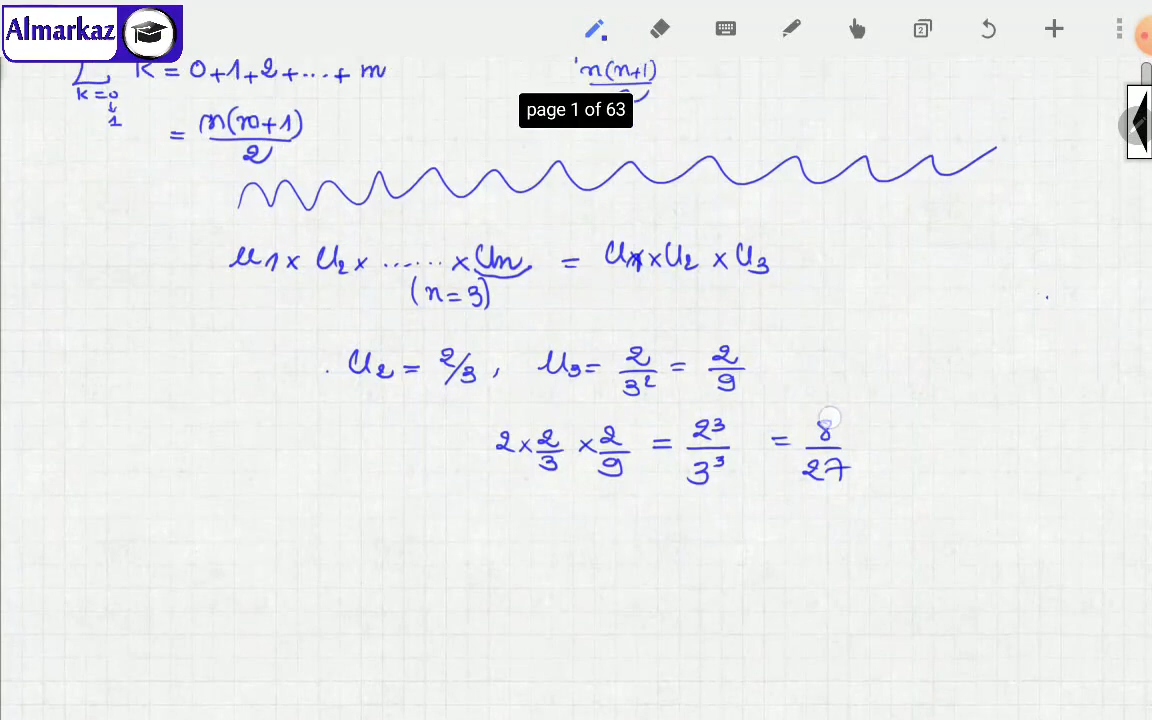 Almarkaz
∑ K = 0+1+2+...+n
K=0
↓
1
n(n+1)
page 1 of 63
= n(n+1)/2
u1 × U2 × ...... × Un = U1 × U2 × U3
(n=3)
. U2 = 2/3 , U3 = 2/3² = 2/9
2 × 2/3 × 2/9 = 2³/3³ = 8/27